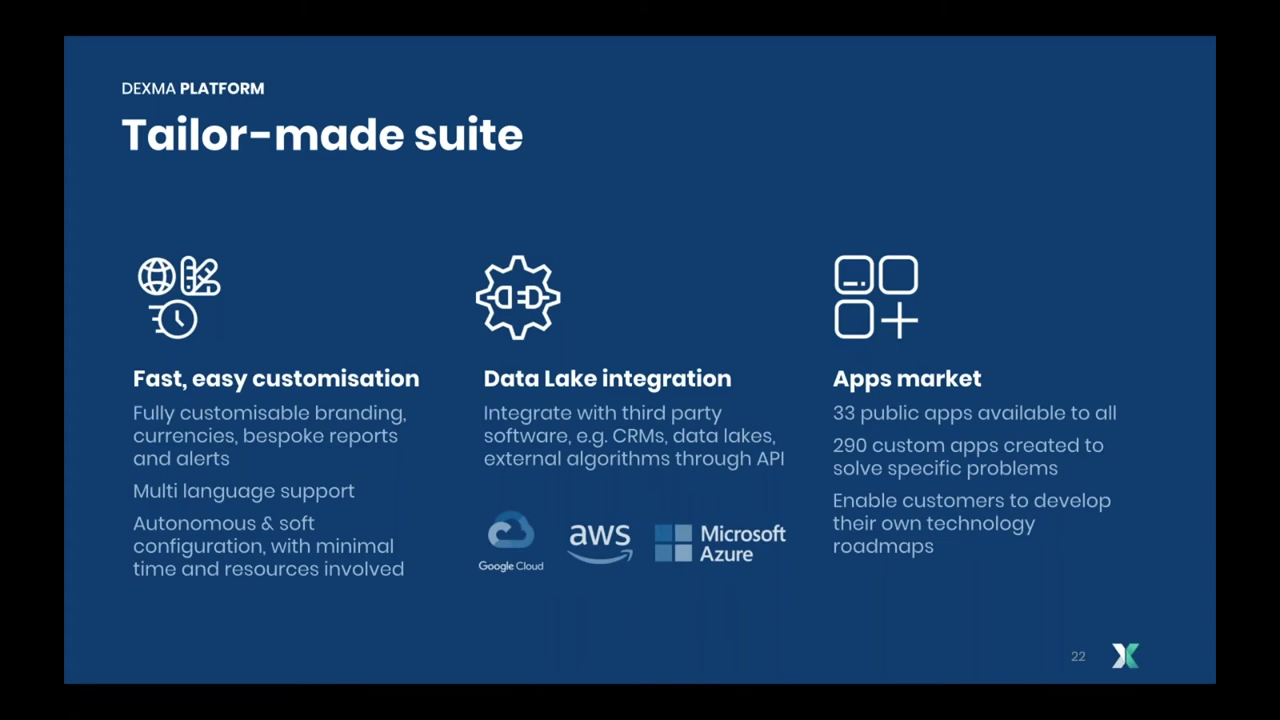 DEXMA PLATFORM
Tailor-made suite
Fast, easy customisation
Fully customisable branding,
currencies, bespoke reports
and alerts
Multi language support
Autonomous & soft
configuration, with minimal
time and resources involved
Data Lake integration
Integrate with third party
software, e.g. CRMs, data lakes,
external algorithms through API
Google Cloud
aws
Microsoft
Azure
Apps market
33 public apps available to all
290 custom apps created to
solve specific problems
Enable customers to develop
their own technology
roadmaps
22